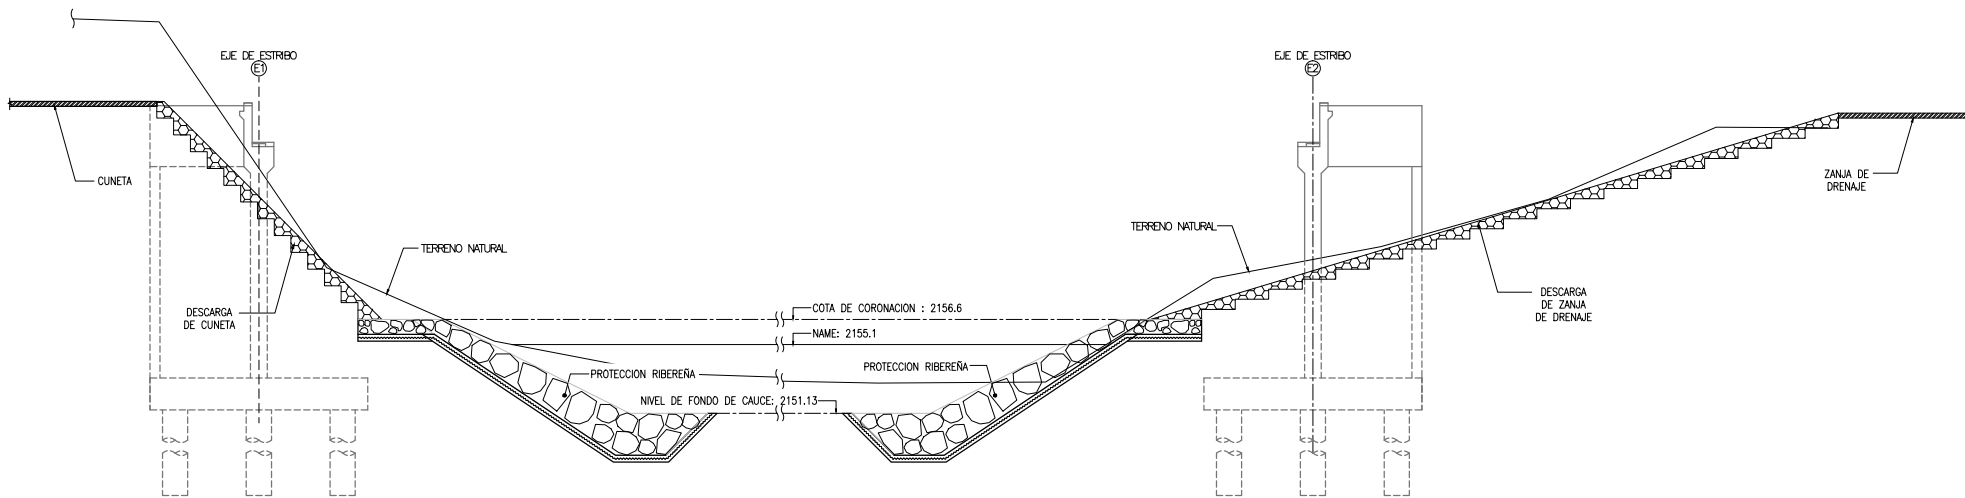 EJE DE ESTRIBO
E1
EJE DE ESTRIBO
E2
CUNETA
ZANJA DE
DRENAJE
TERRENO NATURAL
TERRENO NATURAL
DESCARGA
DE CUNETA
COTA DE CORONACION : 2156.6
DESCARGA
DE ZANJA
DE DRENAJE
NAME: 2155.1
PROTECCION RIBEREÑA
PROTECCION RIBEREÑA
NIVEL DE FONDO DE CAUCE: 2151.13